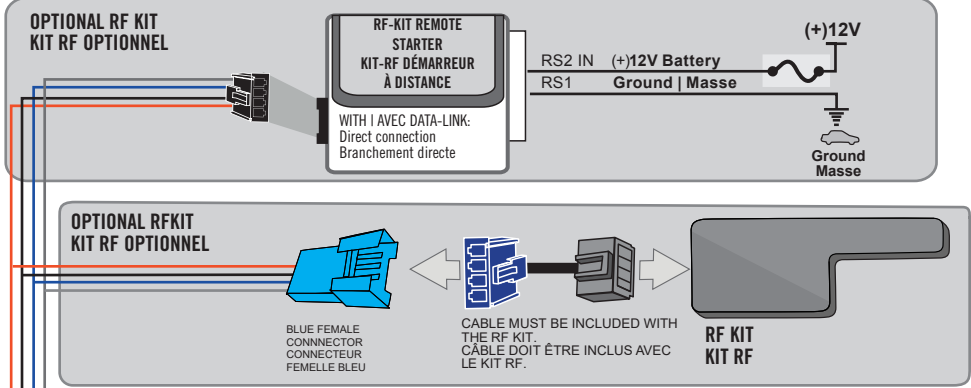 OPTIONAL RF KIT
KIT RF OPTIONNEL
RF-KIT REMOTE
STARTER
KIT-RF DÉMARREUR
À DISTANCE
WITH | AVEC DATA-LINK:
Direct connection
Branchement directe
RS2 IN (+)12V Battery
RS1 Ground | Masse
(+)12V
Ground
Masse
OPTIONAL RFKIT
KIT RF OPTIONNEL
BLUE FEMALE
CONNNECTOR
CONNECTEUR
FEMELLE BLEU
CABLE MUST BE INCLUDED WITH
THE RF KIT.
CÂBLE DOIT ÊTRE INCLUS AVEC
LE KIT RF.
RF KIT
KIT RF